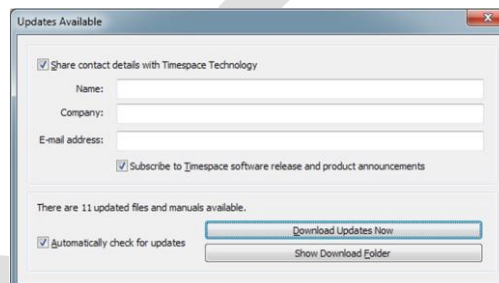 Updates Available
Share contact details with Timespace Technology
Name:
Company:
E-mail address:
Subscribe to Timespace software release and product announcements
There are 11 updated files and manuals available.
Download Updates Now
Automatically check for updates
Show Download Folder